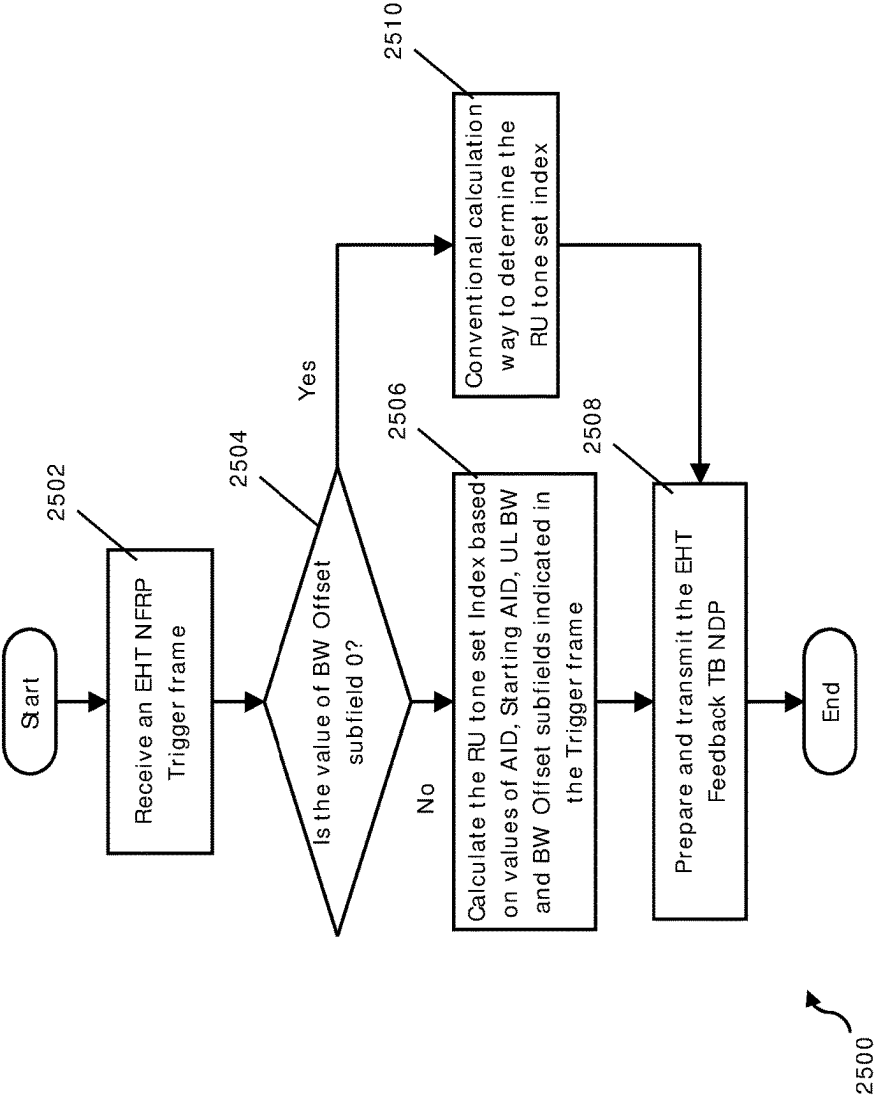 Start
2502
Receive an EHT NFRP
Trigger frame
2504
Is the value of BW Offset
subfield 0?
Yes
No
2510
Conventional calculation
way to determine the
RU tone set index
2506
Calculate the RU tone set Index based
on values of AID, Starting AID, UL BW
and BW Offset subfields indicated in
the Trigger frame
2508
Prepare and transmit the EHT
Feedback TB NDP
End
2500